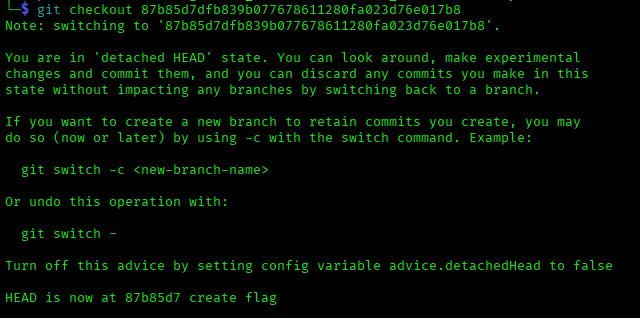 └─$ git checkout 87b85d7dfb839b077678611280fa023d76e017b8
Note: switching to '87b85d7dfb839b077678611280fa023d76e017b8'.
You are in 'detached HEAD' state. You can look around, make experimental
changes and commit them, and you can discard any commits you make in this
state without impacting any branches by switching back to a branch.
If you want to create a new branch to retain commits you create, you may
do so (now or later) by using -c with the switch command. Example:
git switch -c <new-branch-name>
Or undo this operation with:
git switch -
Turn off this advice by setting config variable advice.detachedHead to false
HEAD is now at 87b85d7 create flag